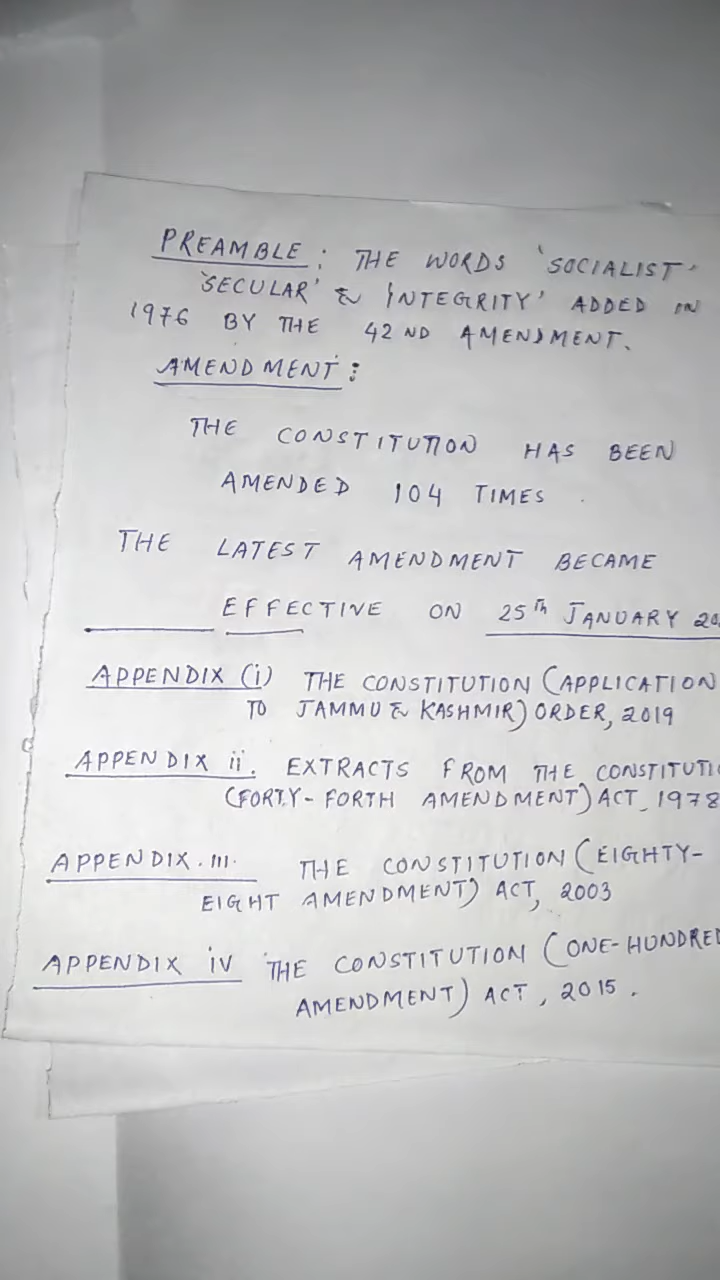 PREAMBLE : THE WORDS 'SOCIALIST'
'SECULAR' & 'INTEGRITY' ADDED IN
1976 BY THE 42ND AMENDMENT.
AMENDMENT :
THE CONSTITUTION HAS BEEN
AMENDED 104 TIMES .
THE LATEST AMENDMENT BECAME
EFFECTIVE ON 25th JANUARY
APPENDIX (i) THE CONSTITUTION (APPLICATION
TO JAMMU & KASHMIR) ORDER, 2019
APPENDIX ii. EXTRACTS FROM THE
(FORTY-FORTH AMENDMENT) ACT, 1978
APPENDIX.III. THE CONSTITUTION (EIGHTY-
EIGHT AMENDMENT) ACT, 2003
APPENDIX iV THE CONSTITUTION (ONE-HUNDRED
AMENDMENT) ACT, 2015.